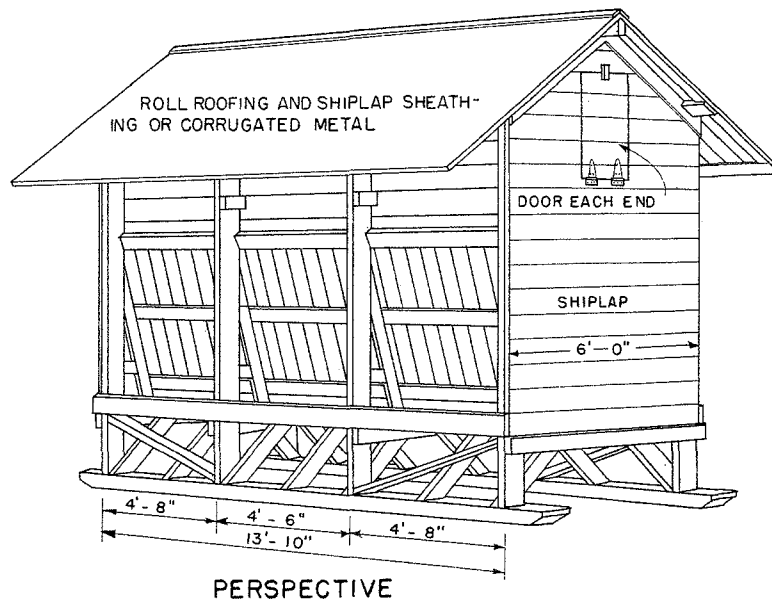 ROLL ROOFING AND SHIPLAP SHEATH-
ING OR CORRUGATED METAL
DOOR EACH END
SHIPLAP
6'-0"
4'-8"
4'-6"
4'-8"
13'-10"
PERSPECTIVE